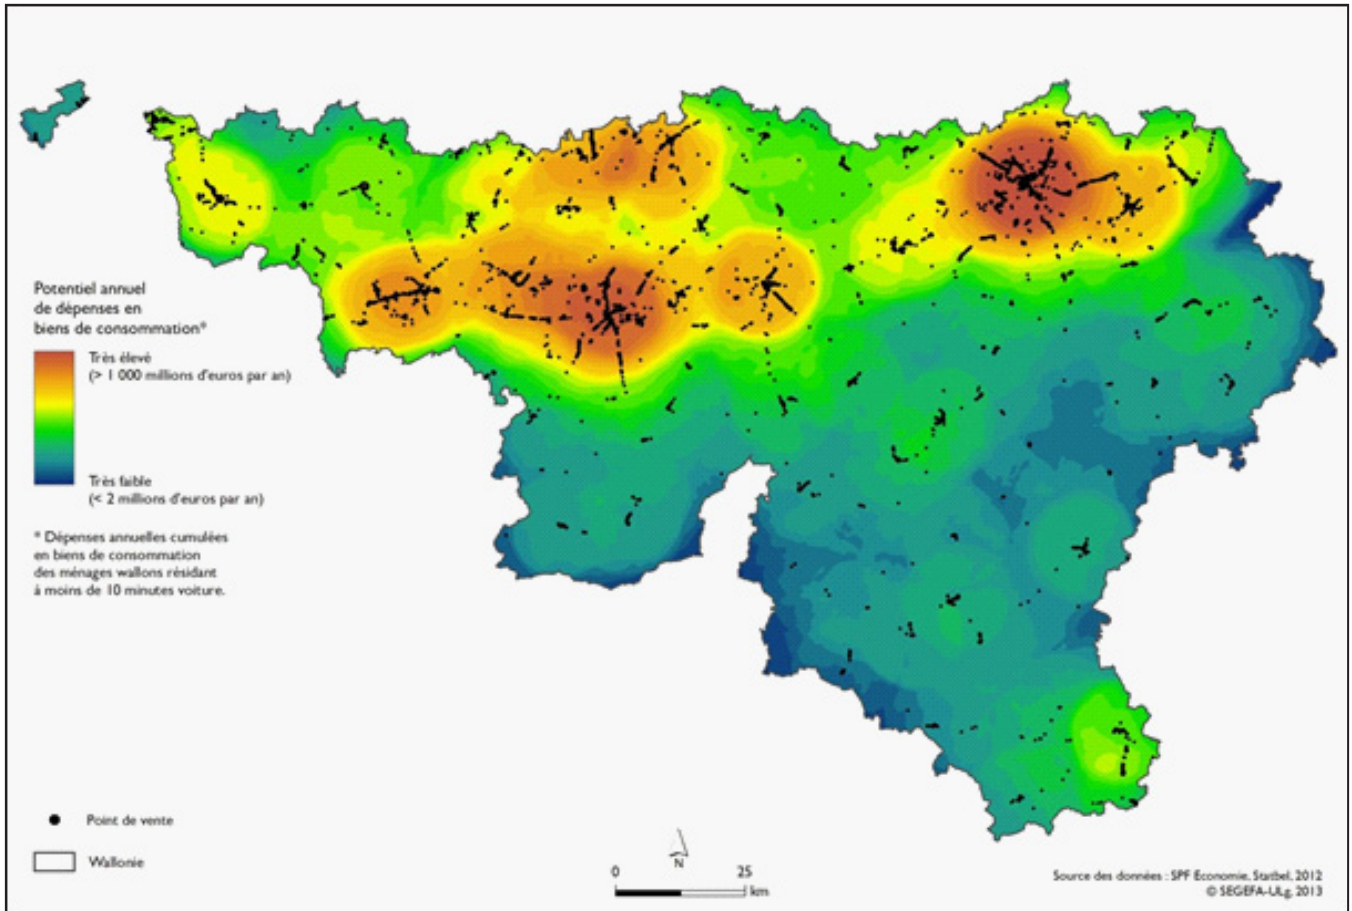 Potentiel annuel
de dépenses en
biens de consommation*
Très élevé
(> 1 000 millions d'euros par an)
Très faible
(< 2 millions d'euros par an)
* Dépenses annuelles cumulées
en biens de consommation
des ménages wallons résidant
à moins de 10 minutes voiture.
Point de vente
Wallonie
N
0 25
km
Source des données : SPF Economie, Statbel, 2012
© SEGEFA-ULg, 2013